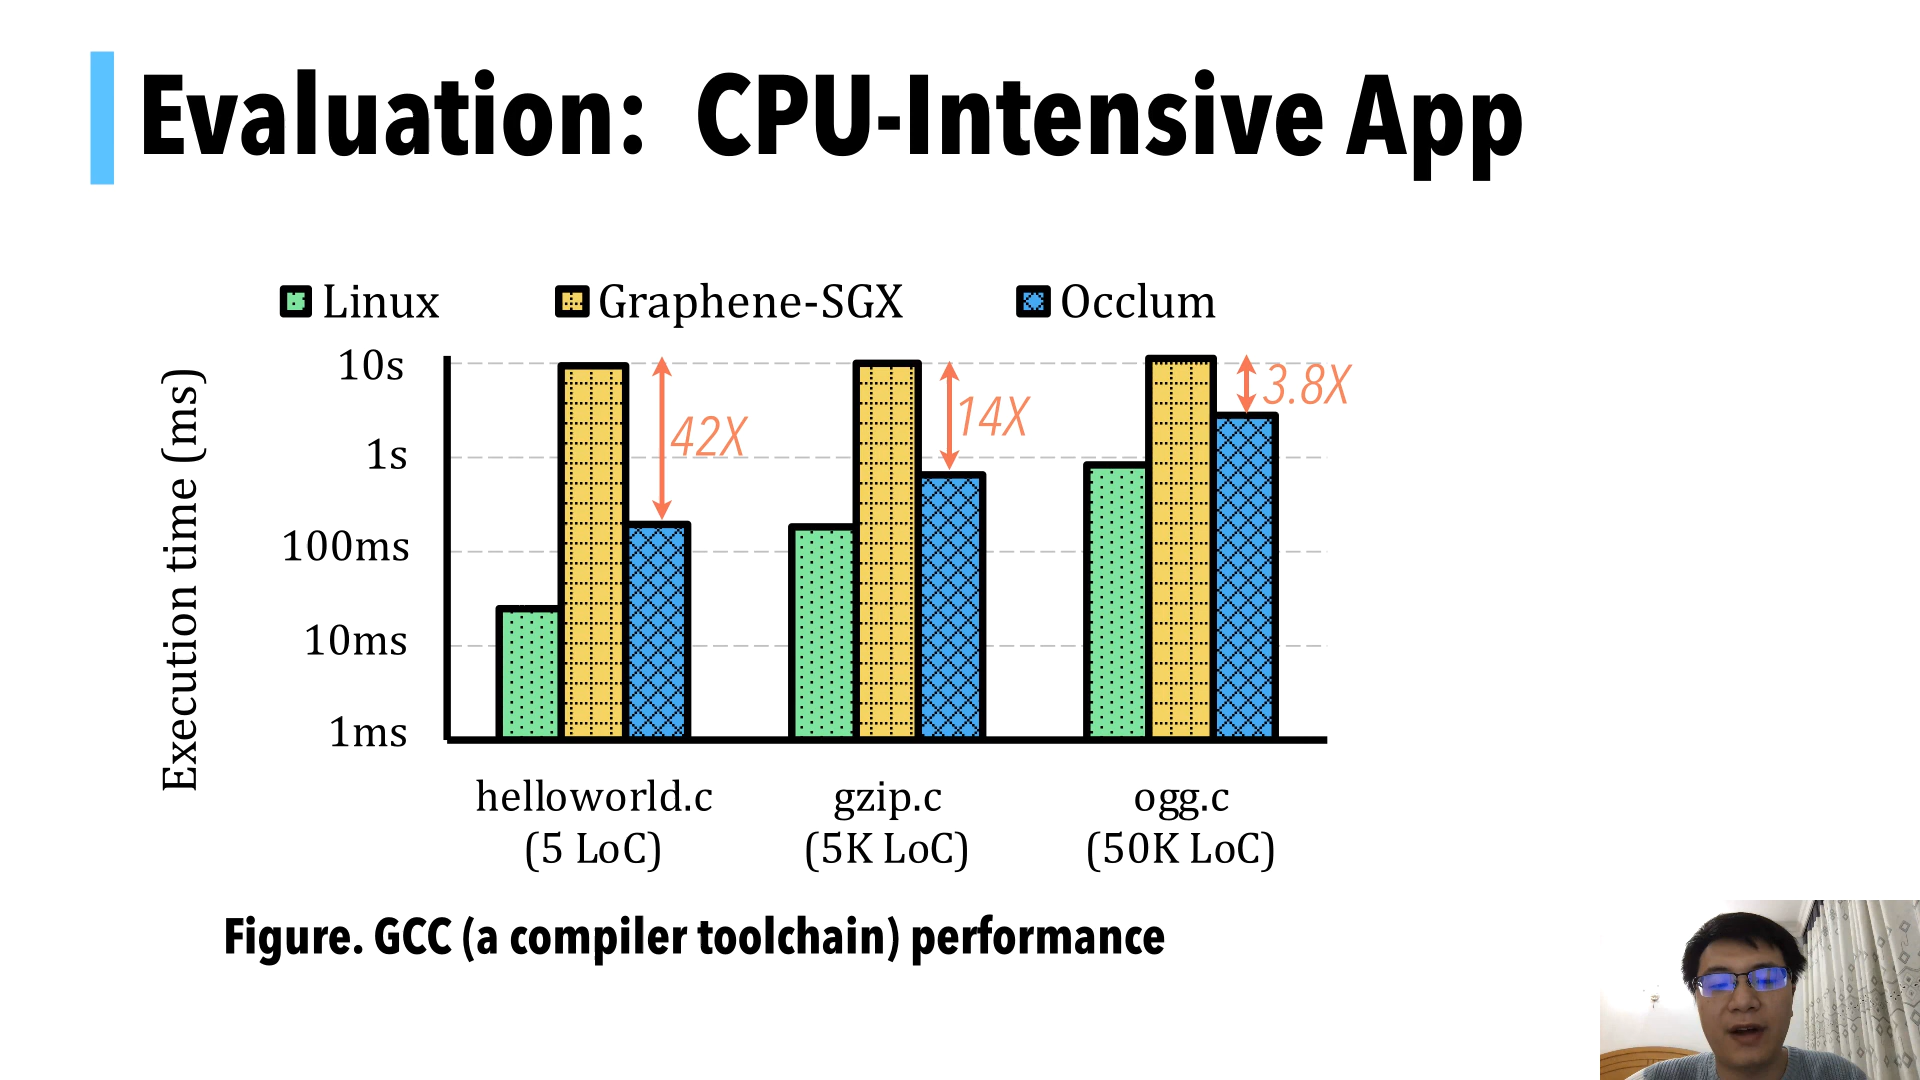 Evaluation: CPU-Intensive App
Linux Graphene-SGX Occlum
Execution time (ms)
10s
1s
100ms
10ms
1ms
42X
14X
3.8X
helloworld.c
(5 LoC)
gzip.c
(5K LoC)
ogg.c
(50K LoC)
Figure. GCC (a compiler toolchain) performance